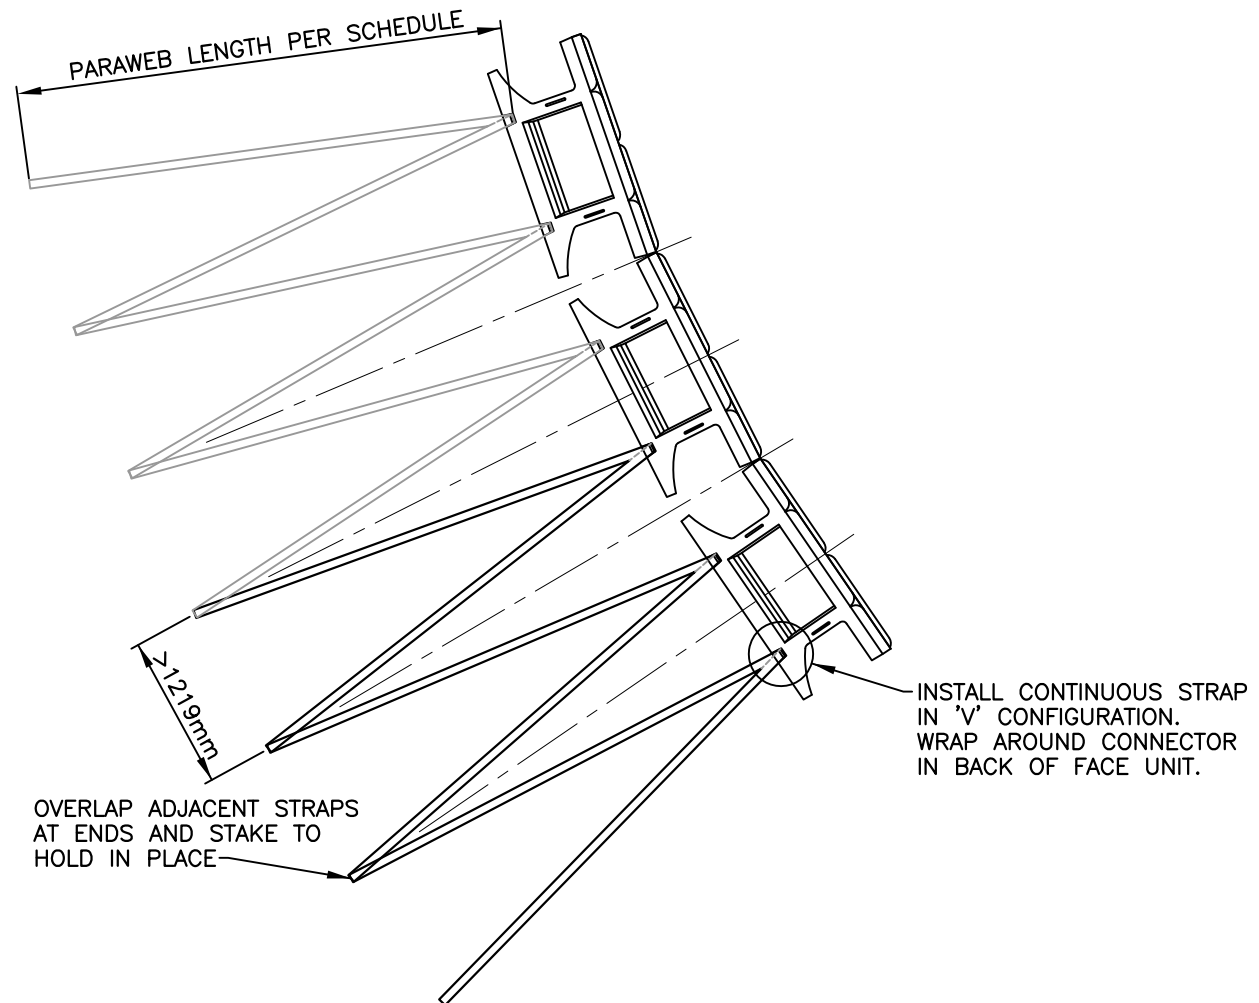 PARAWEB LENGTH PER SCHEDULE
>1219mm
INSTALL CONTINUOUS STRAP
IN 'V' CONFIGURATION.
WRAP AROUND CONNECTOR
IN BACK OF FACE UNIT.
OVERLAP ADJACENT STRAPS
AT ENDS AND STAKE TO
HOLD IN PLACE